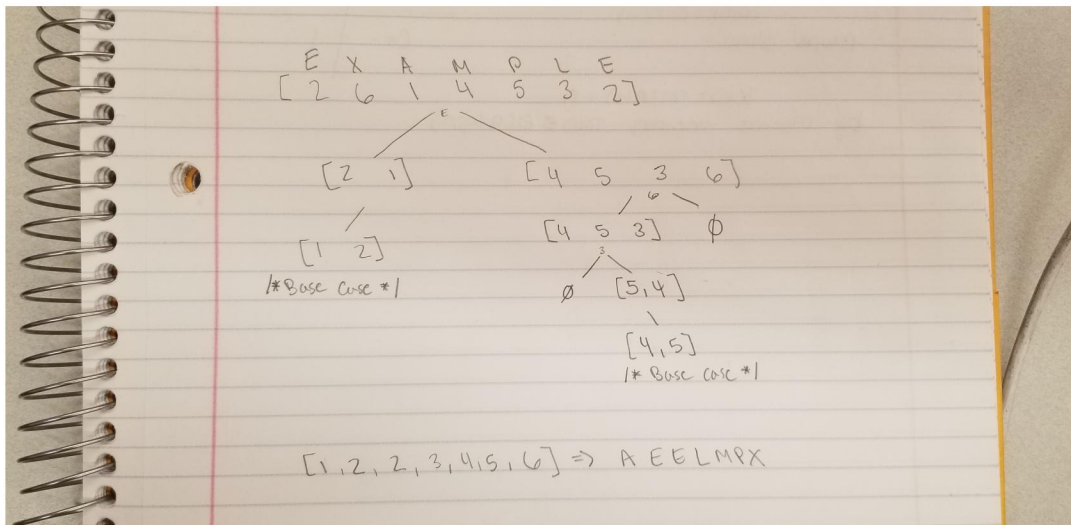 E X A M P L E
[ 2 6 1 4 5 3 2 ]
E
[ 2 1 ] [ 4 5 3 6 ]
6
[ 4 5 3 ] ∅
[ 1 2 ]
3
/* Base case */ ∅ [5,4]
[4,5]
/* Base case */
[1,2,2,3,4,5,6] => A E E L M P X